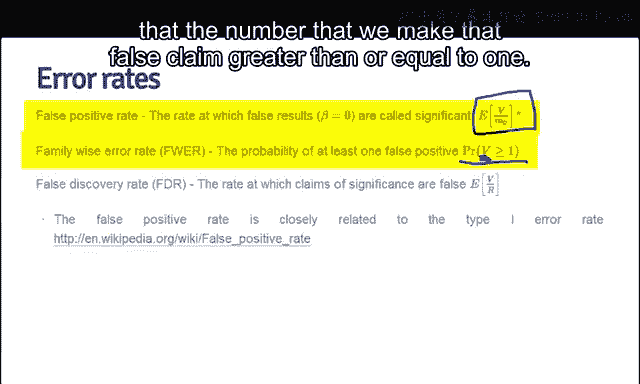 that the number that we make that
false claim greater than or equal to one.
Error rates
False positive rate - The rate at which false results (β = 0) are called significant E[V/m₀]*
Family wise error rate (FWER) - The probability of at least one false positive Pr(V ≥ 1)
False discovery rate (FDR) - The rate at which claims of significance are false E[V/R]
· The false positive rate is closely related to the type I error rate
http://en.wikipedia.org/wiki/False_positive_rate